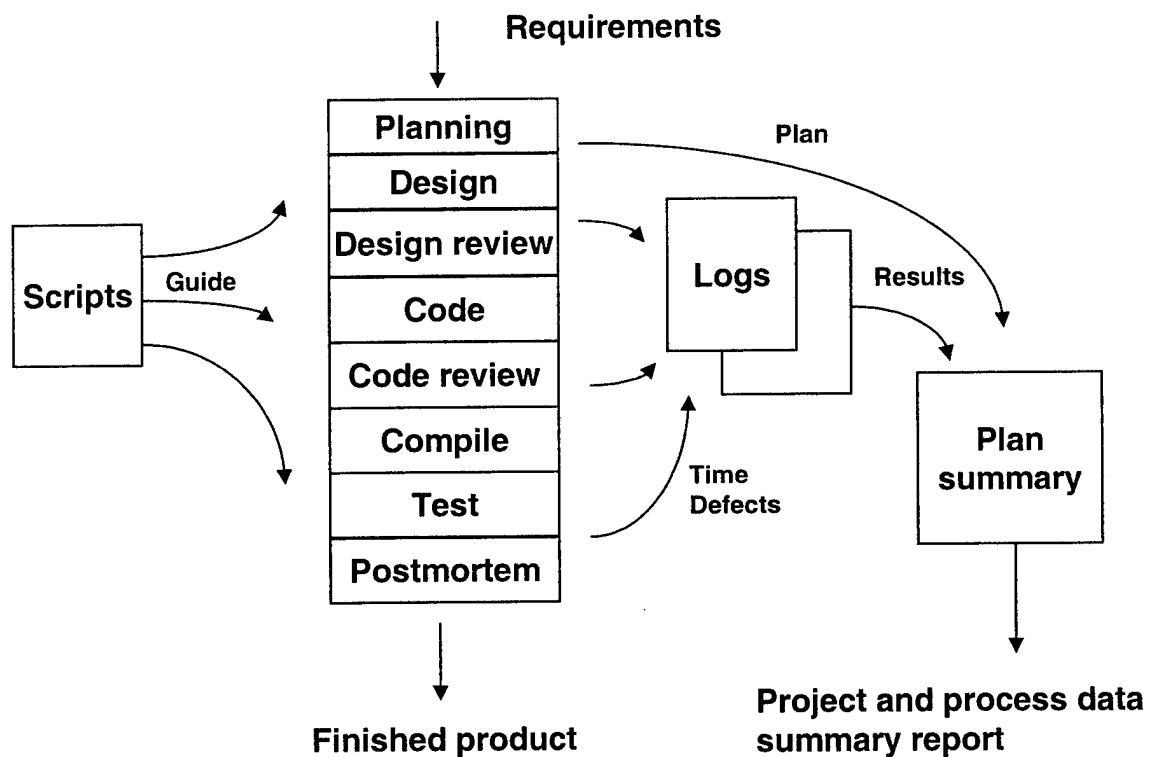 Requirements
Planning
Design
Design review
Code
Code review
Compile
Test
Postmortem
Scripts
Guide
Plan
Logs
Results
Time
Defects
Plan
summary
Finished product
Project and process data
summary report